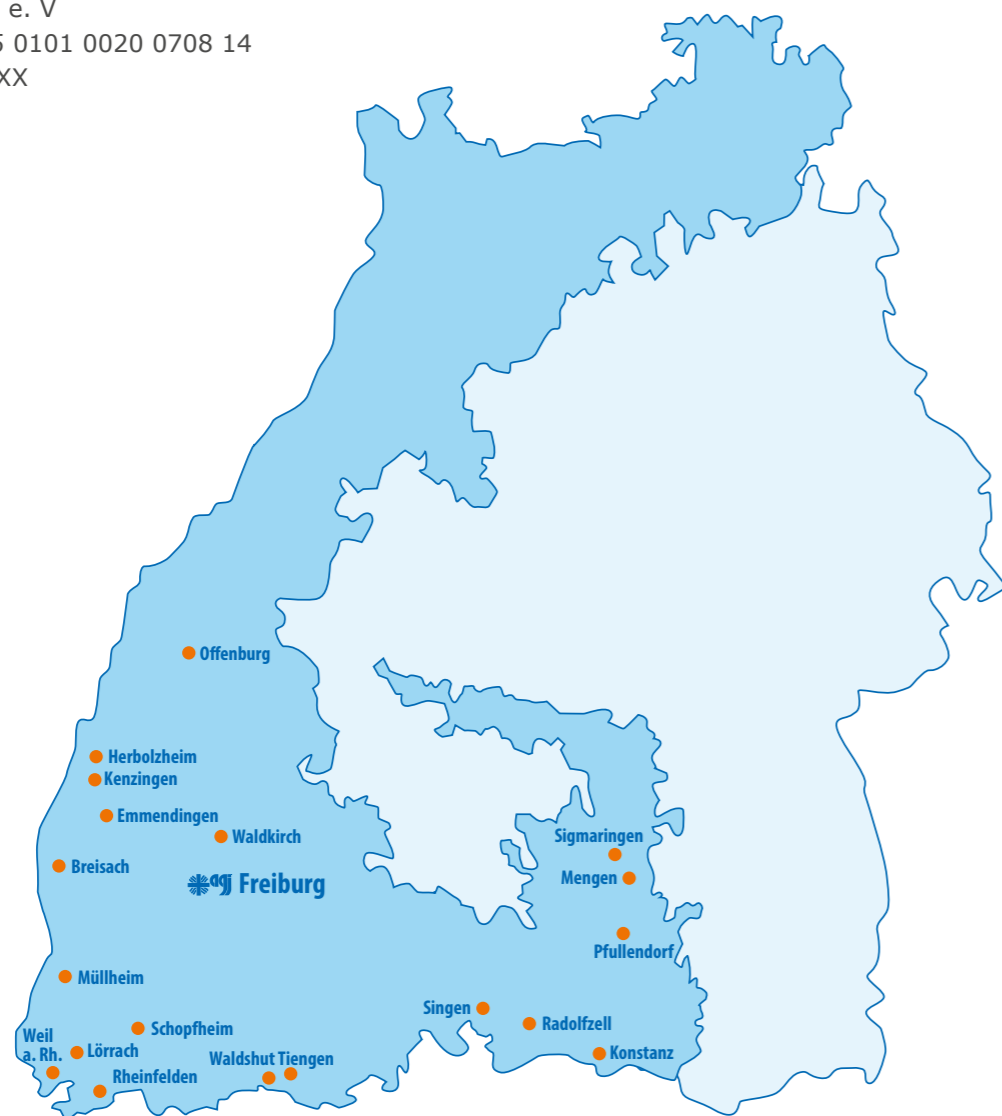 e. V
5 0101 0020 0708 14
XX
Offenburg
Herbolzheim
Kenzingen
Emmendingen
Waldkirch
Breisach
agj Freiburg
Sigmaringen
Mengen
Pfullendorf
Müllheim
Singen
Radolfzell
Schopfheim
Weil
a. Rh.
Lörrach
Waldshut Tiengen
Konstanz
Rheinfelden